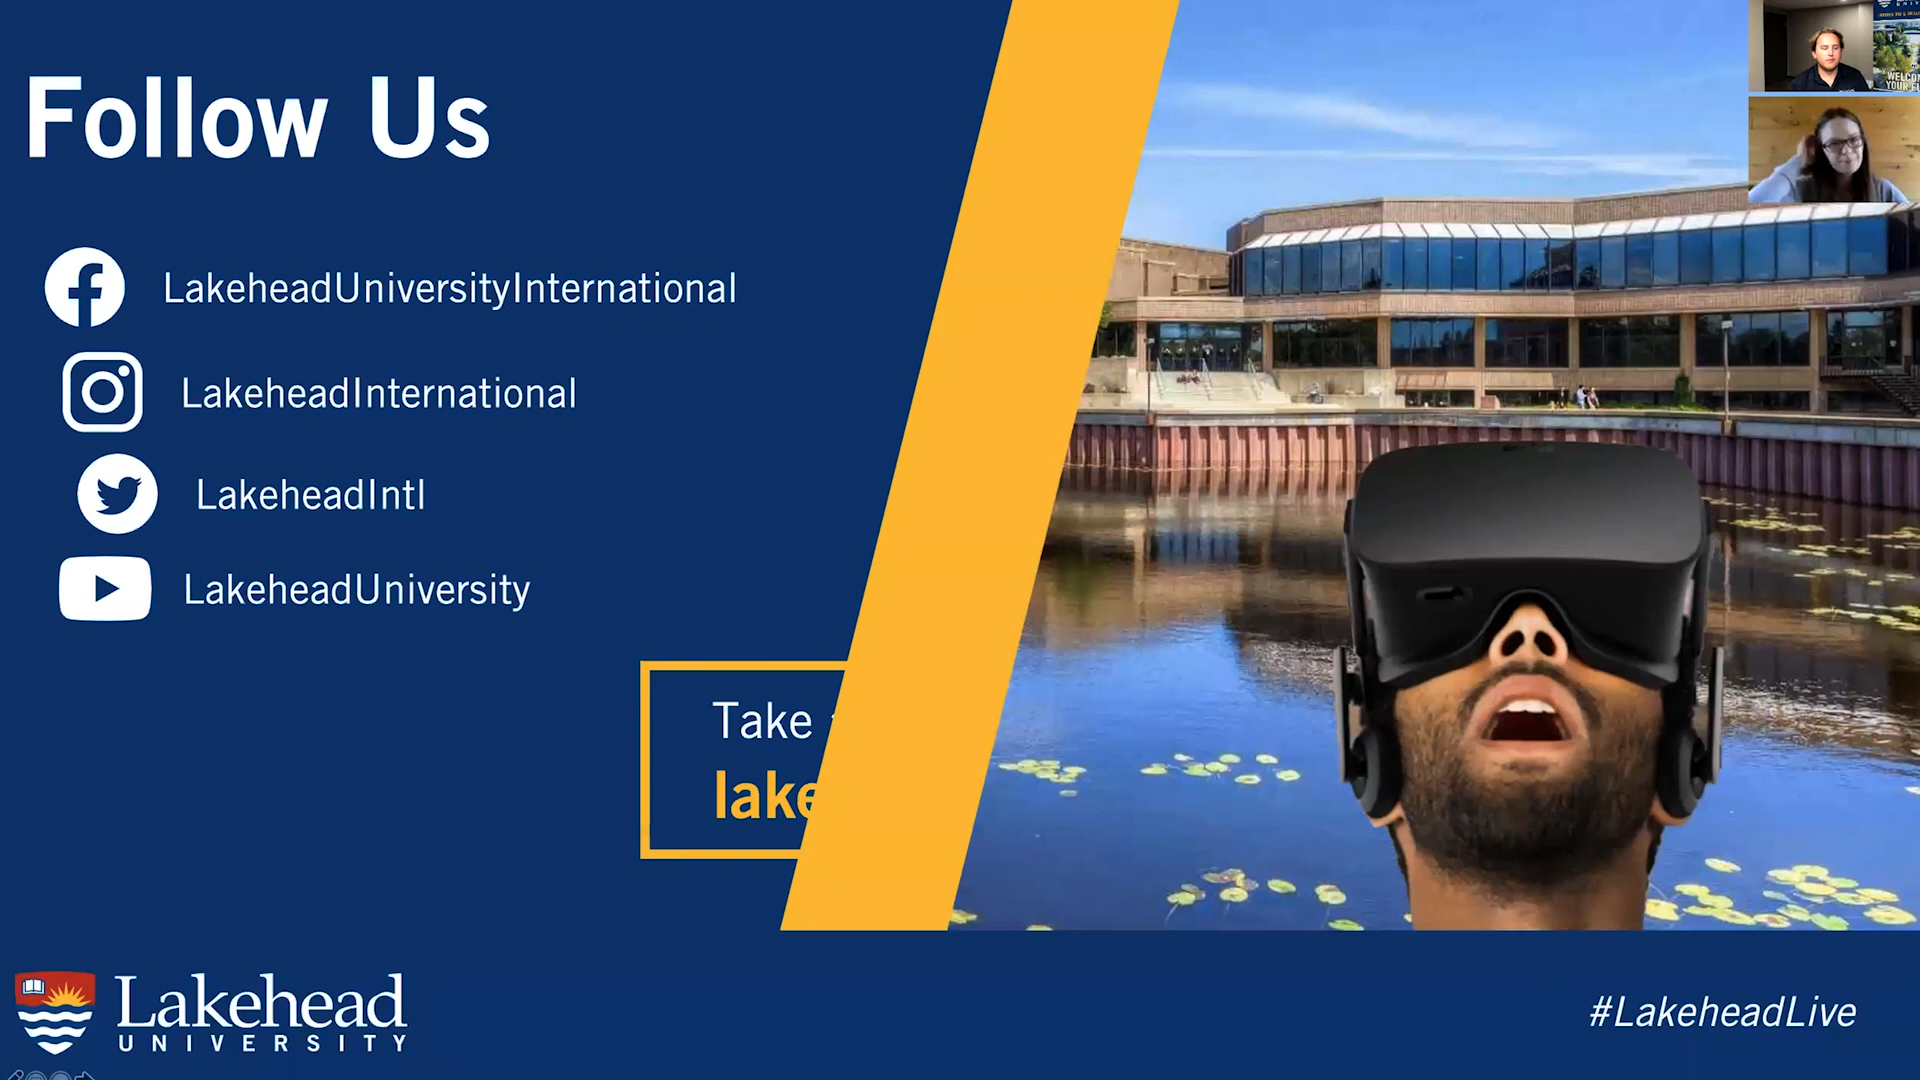 Follow Us
LakeheadUniversityInternational
LakeheadInternational
LakeheadIntl
LakeheadUniversity
Take
lake
Lakehead
UNIVERSITY
#LakeheadLive